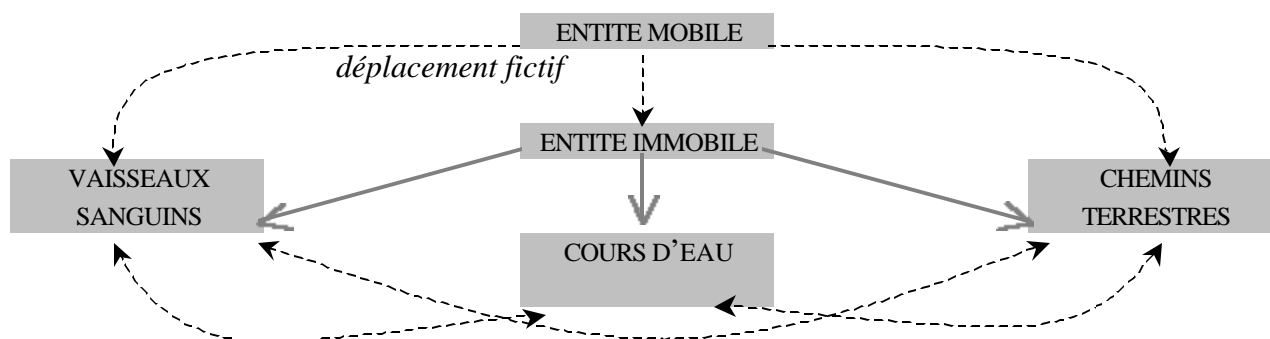 ENTITE MOBILE
déplacement fictif
ENTITE IMMOBILE
VAISSEAUX
SANGUINS
CHEMINS
TERRESTRES
COURS D'EAU